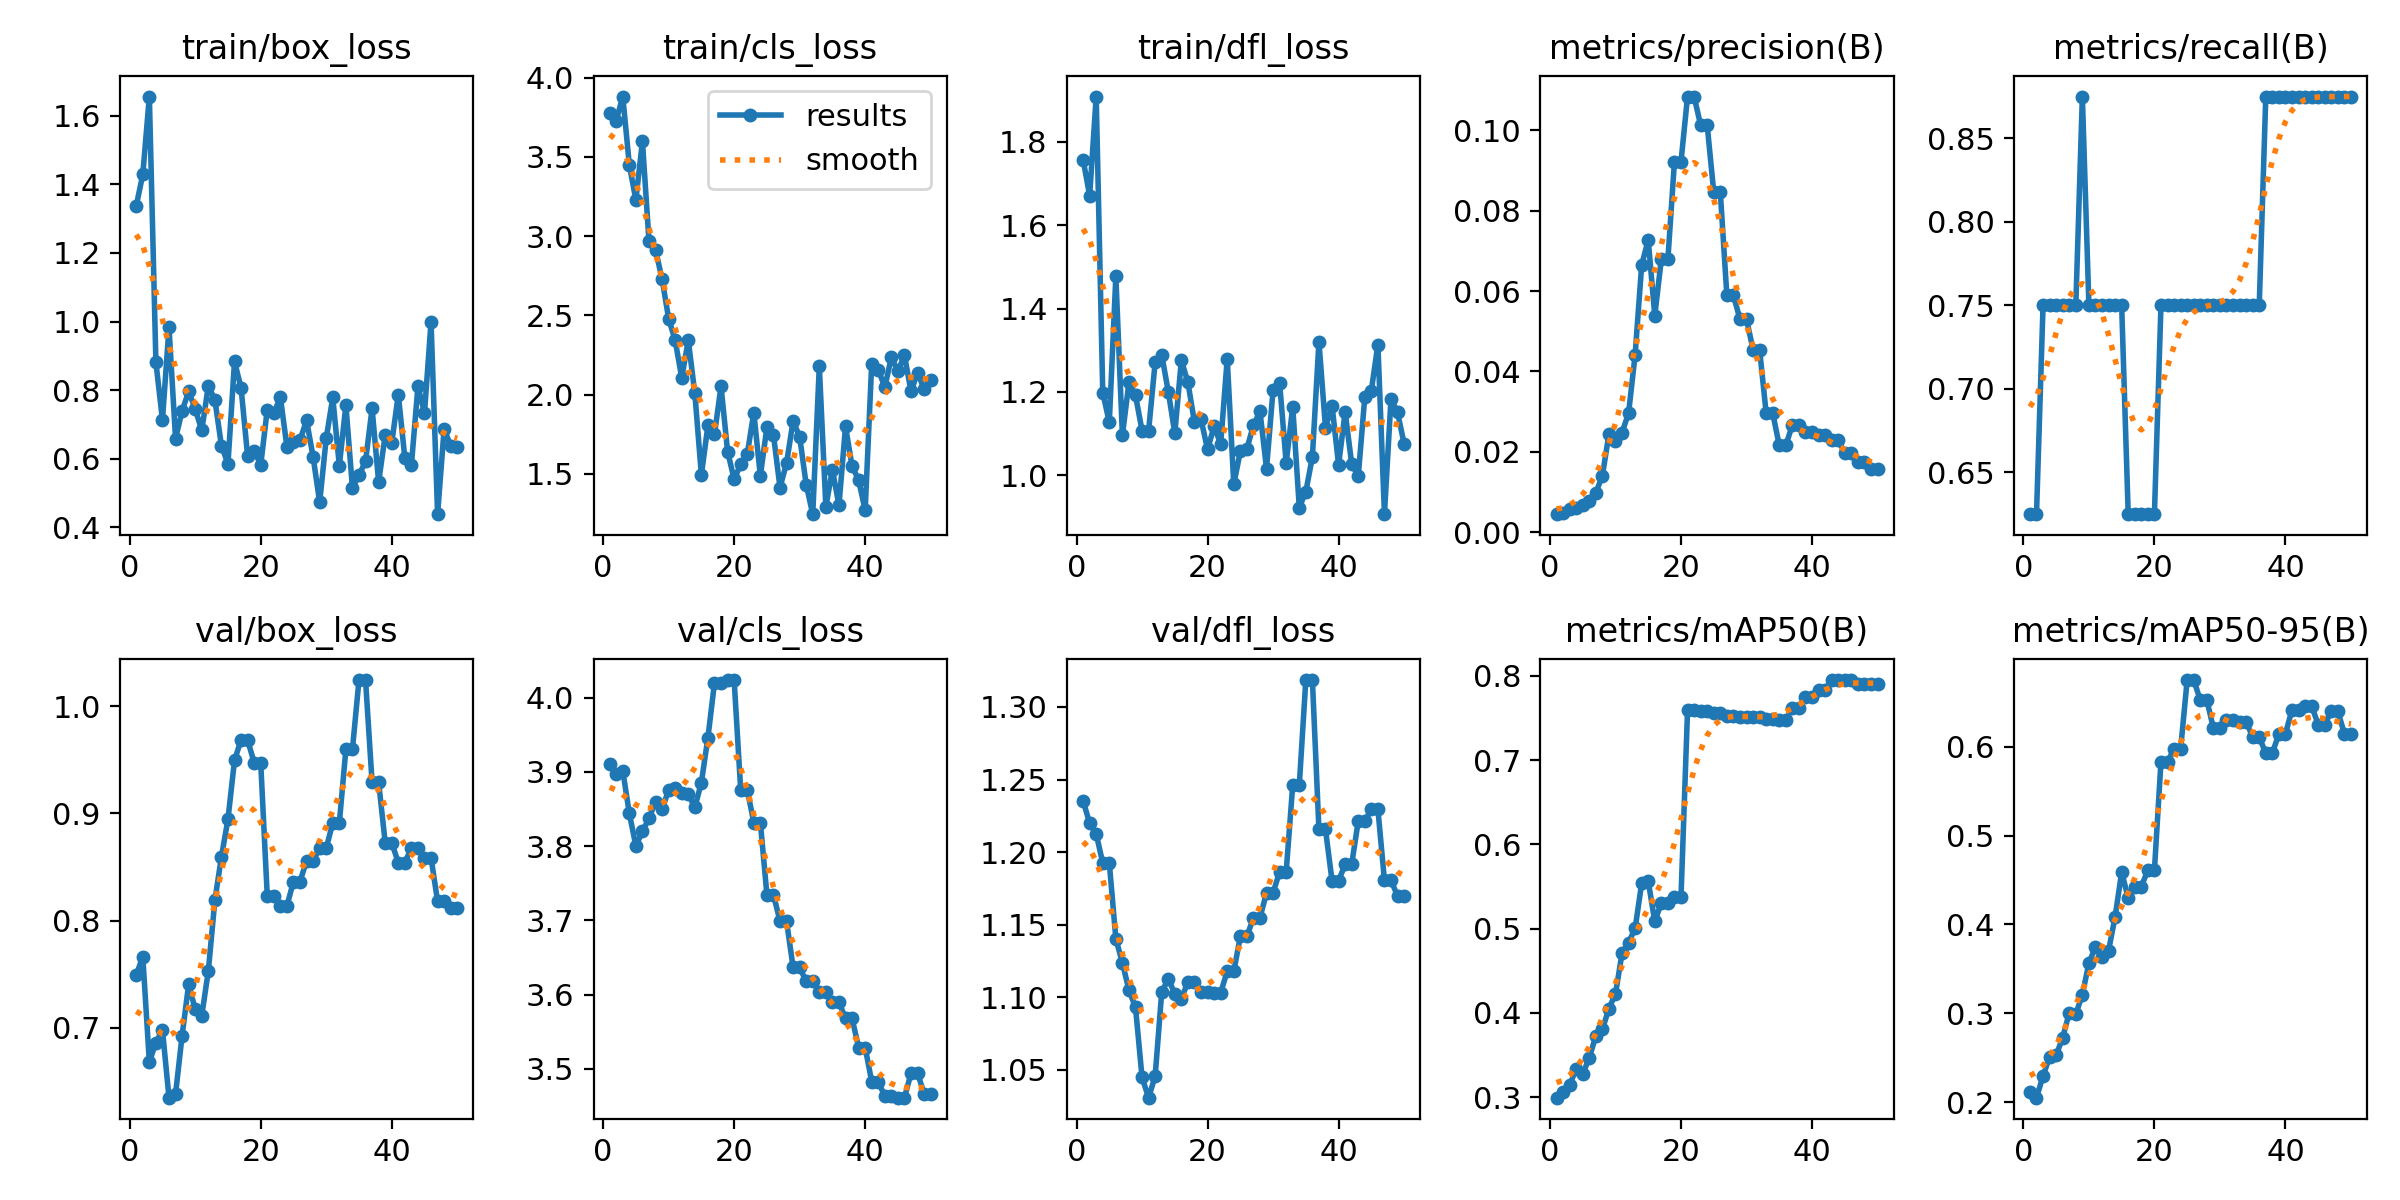 train/box_loss
1.6
1.4
1.2
1.0
0.8
0.6
0.4
0 20 40
train/cls_loss
results
smooth
4.0
3.5
3.0
2.5
2.0
1.5
0 20 40
train/dfl_loss
1.8
1.6
1.4
1.2
1.0
0 20 40
metrics/precision(B)
0.10
0.08
0.06
0.04
0.02
0.00
0 20 40
metrics/recall(B)
0.85
0.80
0.75
0.70
0.65
0 20 40
val/box_loss
1.0
0.9
0.8
0.7
0 20 40
val/cls_loss
4.0
3.9
3.8
3.7
3.6
3.5
0 20 40
val/dfl_loss
1.30
1.25
1.20
1.15
1.10
1.05
0 20 40
metrics/mAP50(B)
0.8
0.7
0.6
0.5
0.4
0.3
0 20 40
metrics/mAP50-95(B)
0.6
0.5
0.4
0.3
0.2
0 20 40